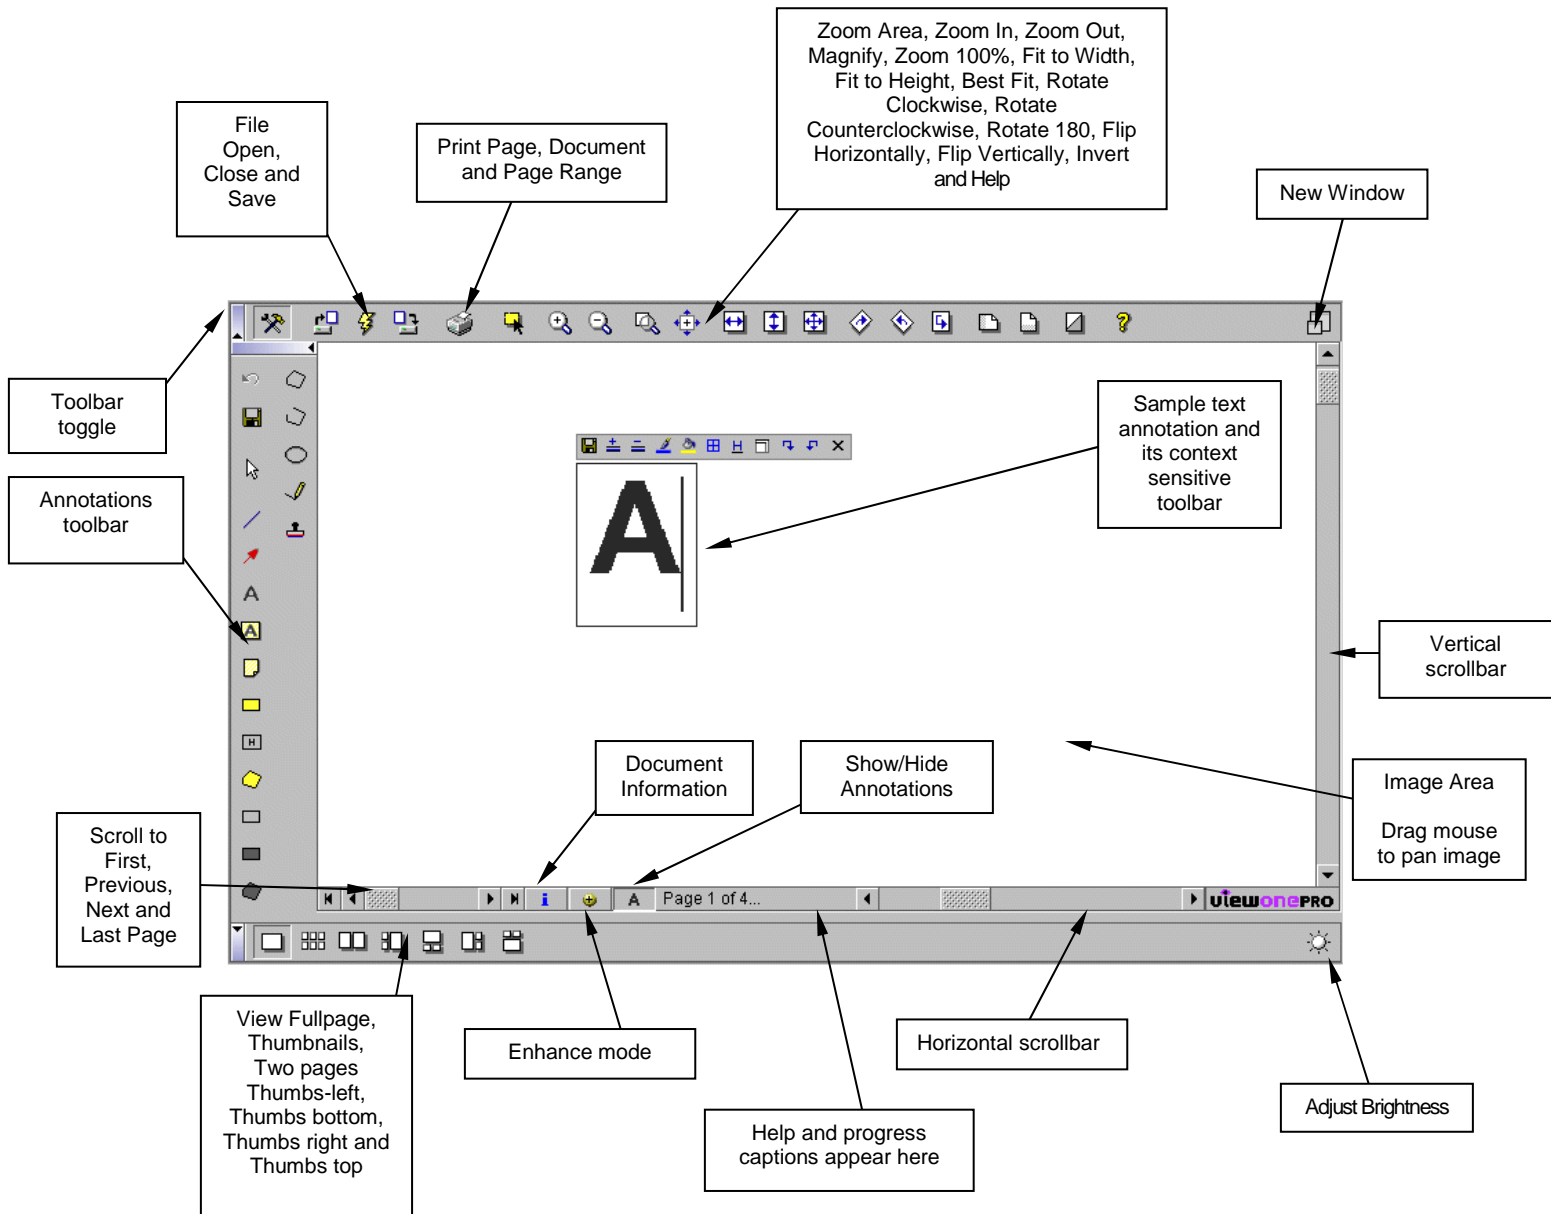 Zoom Area, Zoom In, Zoom Out,
Magnify, Zoom 100%, Fit to Width,
Fit to Height, Best Fit, Rotate
Clockwise, Rotate
Counterclockwise, Rotate 180, Flip
Horizontally, Flip Vertically, Invert
and Help
File
Open,
Close and
Save
Print Page, Document
and Page Range
New Window
Toolbar
toggle
Sample text
annotation and
its context
sensitive
toolbar
H
A
Annotations
toolbar
A
A
H
Vertical
scrollbar
Document
Information
Show/Hide
Annotations
Image Area
Drag mouse
to pan image
Scroll to
First,
Previous,
Next and
Last Page
i
A
Page 1 of 4...
viewonePRO
View Fullpage,
Thumbnails,
Two pages
Thumbs-left,
Thumbs bottom,
Thumbs right and
Thumbs top
Enhance mode
Horizontal scrollbar
Adjust Brightness
Help and progress
captions appear here